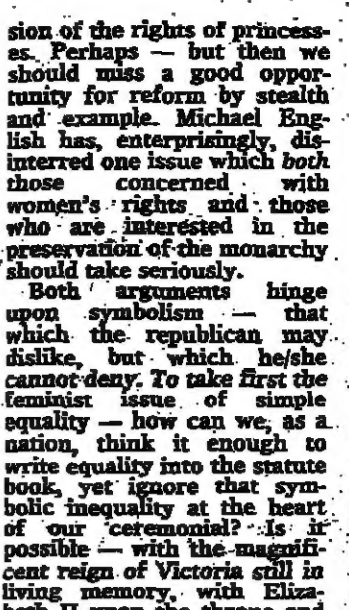 sion of the rights of princess-
es. Perhaps — but then we
should miss a good oppor-
tunity for reform by stealth
and example. Michael Eng-
lish has, enterprisingly, dis-
interred one issue which both
those concerned with
women's rights and those
who are interested in the
preservation of the monarchy
should take seriously.
Both arguments hinge
upon symbolism — that
which the republican may
dislike, but which he/she
cannot deny. To take first the
feminist issue of simple
equality — how can we, as a
nation, think it enough to
write equality into the statute
book, yet ignore that sym-
bolic inequality at the heart
of our ceremonial? Is it
possible — with the magnifi-
cent reign of Victoria still in
living memory, with Eliza-
beth II upon the throne and